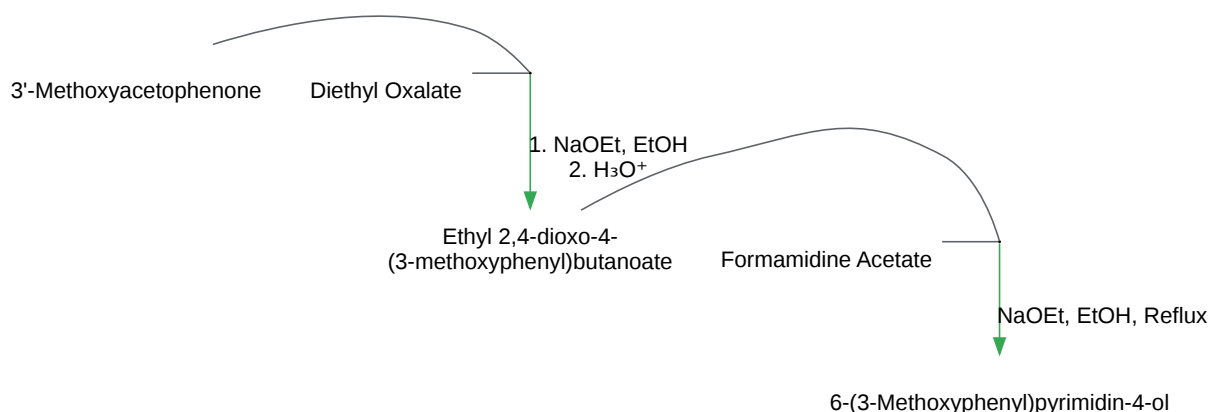 3'-Methoxyacetophenone
Diethyl Oxalate
1. NaOEt, EtOH
2. H₃O⁺
Ethyl 2,4-dioxo-4-
(3-methoxyphenyl)butanoate
Formamidine Acetate
NaOEt, EtOH, Reflux
6-(3-Methoxyphenyl)pyrimidin-4-ol